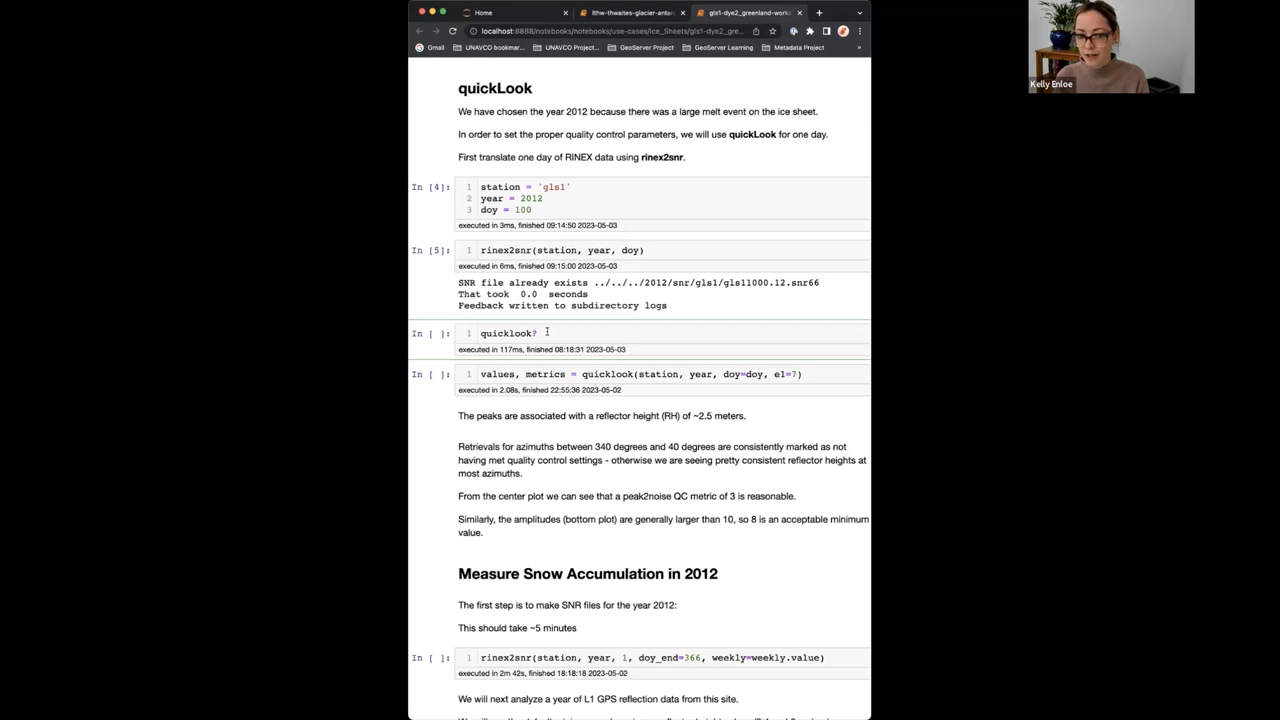 Home
lthw-thwaites-glacier-antar
gls1-dye2_greenland-works
localhost:8888/notebooks/notebooks/use-cases/Ice_Sheets/gls1-dye2_gre...
Gmail
UNAVCO bookmar...
UNAVCO Project...
GeoServer Project
GeoServer Learning
Metadata Project
»
Kelly Enloe
quickLook
We have chosen the year 2012 because there was a large melt event on the ice sheet.
In order to set the proper quality control parameters, we will use quickLook for one day.
First translate one day of RINEX data using rinex2snr.
In [4]:
1 station = 'gls1'
2 year = 2012
3 doy = 100
executed in 3ms, finished 09:14:50 2023-05-03
In [5]:
1 rinex2snr(station, year, doy)
executed in 6ms, finished 09:15:00 2023-05-03
SNR file already exists ../../../2012/snr/gls1/gls11000.12.snr66
That took 0.0 seconds
Feedback written to subdirectory logs
In [ ]:
1 quicklook?
executed in 117ms, finished 08:18:31 2023-05-03
In [ ]:
1 values, metrics = quicklook(station, year, doy=doy, e1=7)
executed in 2.08s, finished 22:55:36 2023-05-02
The peaks are associated with a reflector height (RH) of ~2.5 meters.
Retrievals for azimuths between 340 degrees and 40 degrees are consistently marked as not
having met quality control settings - otherwise we are seeing pretty consistent reflector heights at
most azimuths.
From the center plot we can see that a peak2noise QC metric of 3 is reasonable.
Similarly, the amplitudes (bottom plot) are generally larger than 10, so 8 is an acceptable minimum
value.
Measure Snow Accumulation in 2012
The first step is to make SNR files for the year 2012:
This should take ~5 minutes
In [ ]:
1 rinex2snr(station, year, 1, doy_end=366, weekly=weekly.value)
executed in 2m 42s, finished 18:18:18 2023-05-02
We will next analyze a year of L1 GPS reflection data from this site.